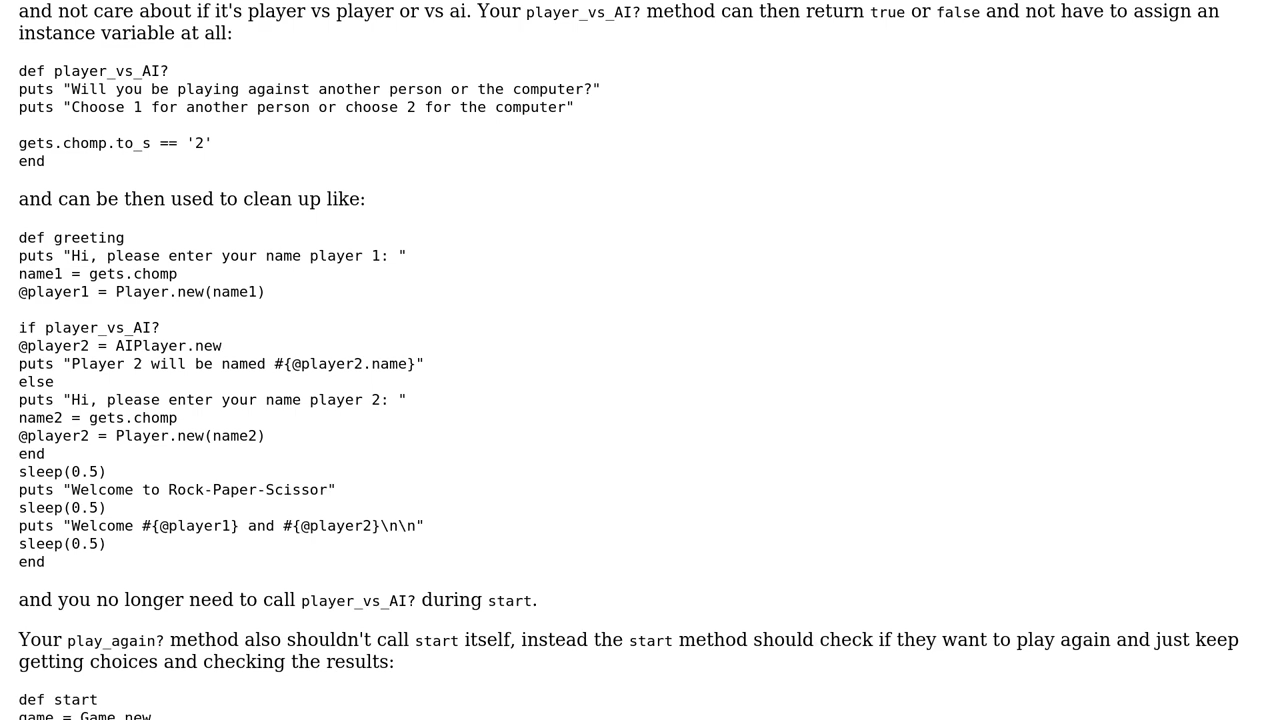 and not care about if it's player vs player or vs ai. Your player_vs_AI? method can then return true or false and not have to assign an
instance variable at all:
def player_vs_AI?
puts "Will you be playing against another person or the computer?"
puts "Choose 1 for another person or choose 2 for the computer"
gets.chomp.to_s == '2'
end
and can be then used to clean up like:
def greeting
puts "Hi, please enter your name player 1: "
name1 = gets.chomp
@player1 = Player.new(name1)
if player_vs_AI?
@player2 = AIPlayer.new
puts "Player 2 will be named #{@player2.name}"
else
puts "Hi, please enter your name player 2: "
name2 = gets.chomp
@player2 = Player.new(name2)
end
sleep(0.5)
puts "Welcome to Rock-Paper-Scissor"
sleep(0.5)
puts "Welcome #{@player1} and #{@player2}\n\n"
sleep(0.5)
end
and you no longer need to call player_vs_AI? during start.
Your play_again? method also shouldn't call start itself, instead the start method should check if they want to play again and just keep
getting choices and checking the results:
def start
game = Game.new